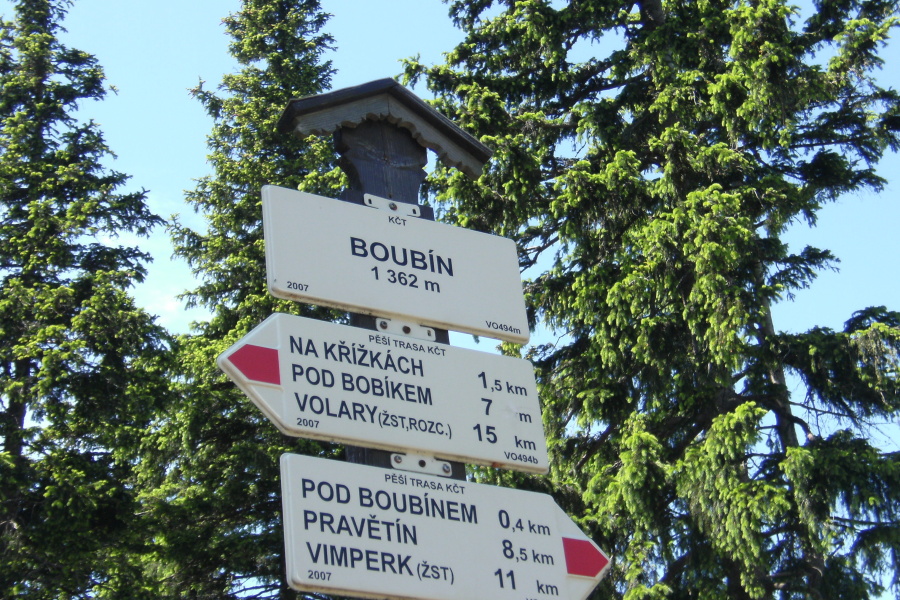 KČT
BOUBÍN
1 362 m
2007 VO494m
PĚŠÍ TRASA KČT
NA KŘÍŽKÁCH 1,5 km
POD BOBÍKEM 7 m
VOLARY(ŽST,ROZC.) 15 km
2007 VO494b
PĚŠÍ TRASA KČT
POD BOUBÍNEM 0,4 km
PRAVĚTÍN 8,5 km
VIMPERK(ŽST) 11 km
2007